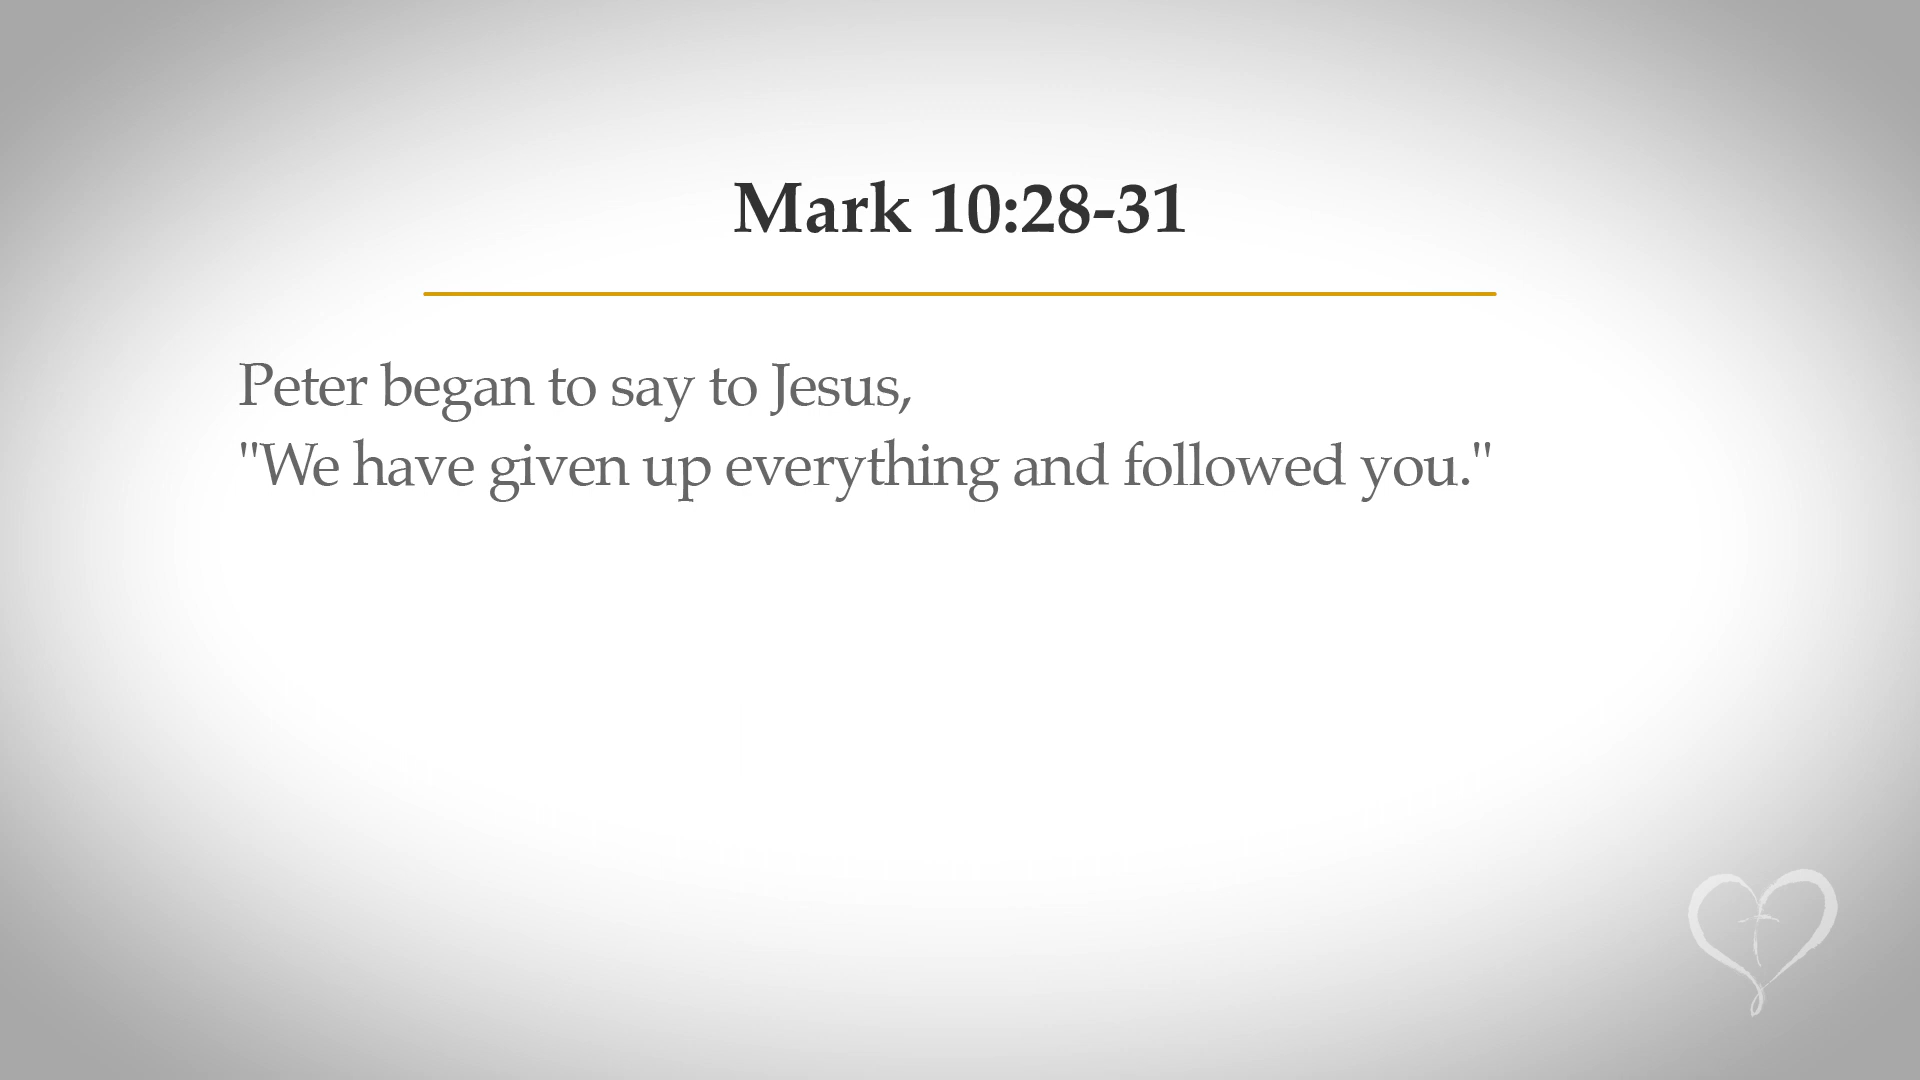 Mark 10:28-31
Peter began to say to Jesus,
"We have given up everything and followed you."